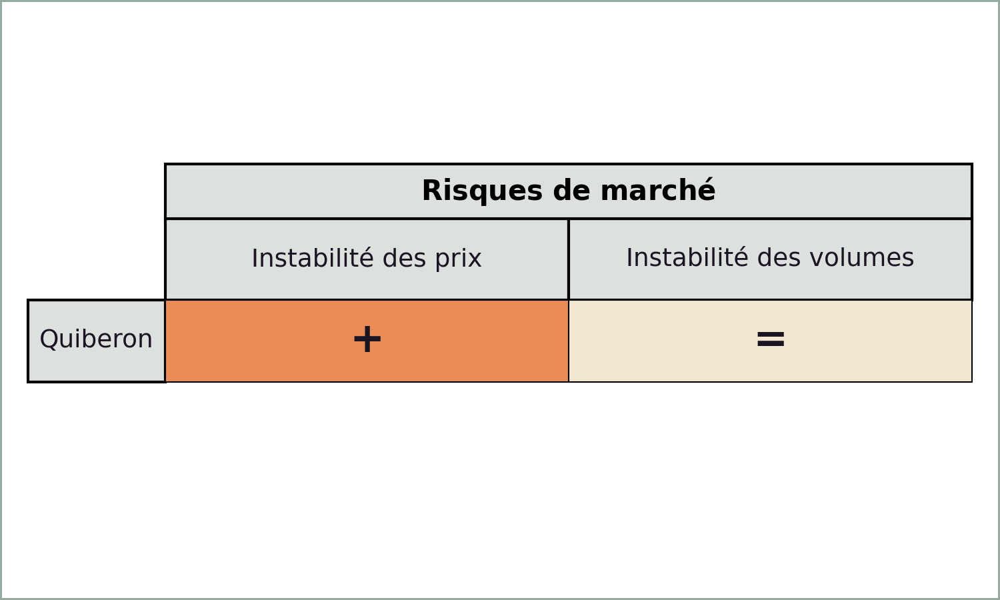 Risques de marché
Instabilité des prix
Instabilité des volumes
Quiberon
+
=